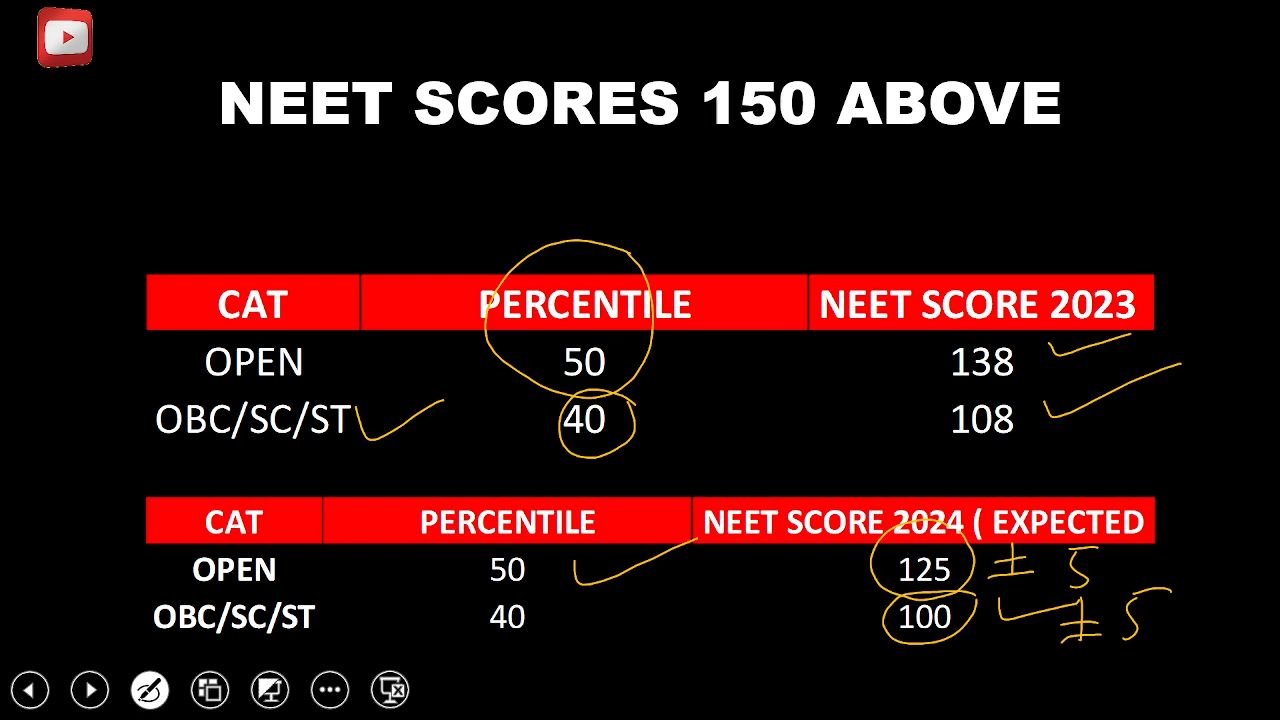 NEET SCORES 150 ABOVE
CAT PERCENTILE NEET SCORE 2023
OPEN 50 138
OBC/SC/ST 40 108
CAT PERCENTILE NEET SCORE 2024 ( EXPECTED
OPEN 50 125 ± 5
OBC/SC/ST 40 100 ± 5